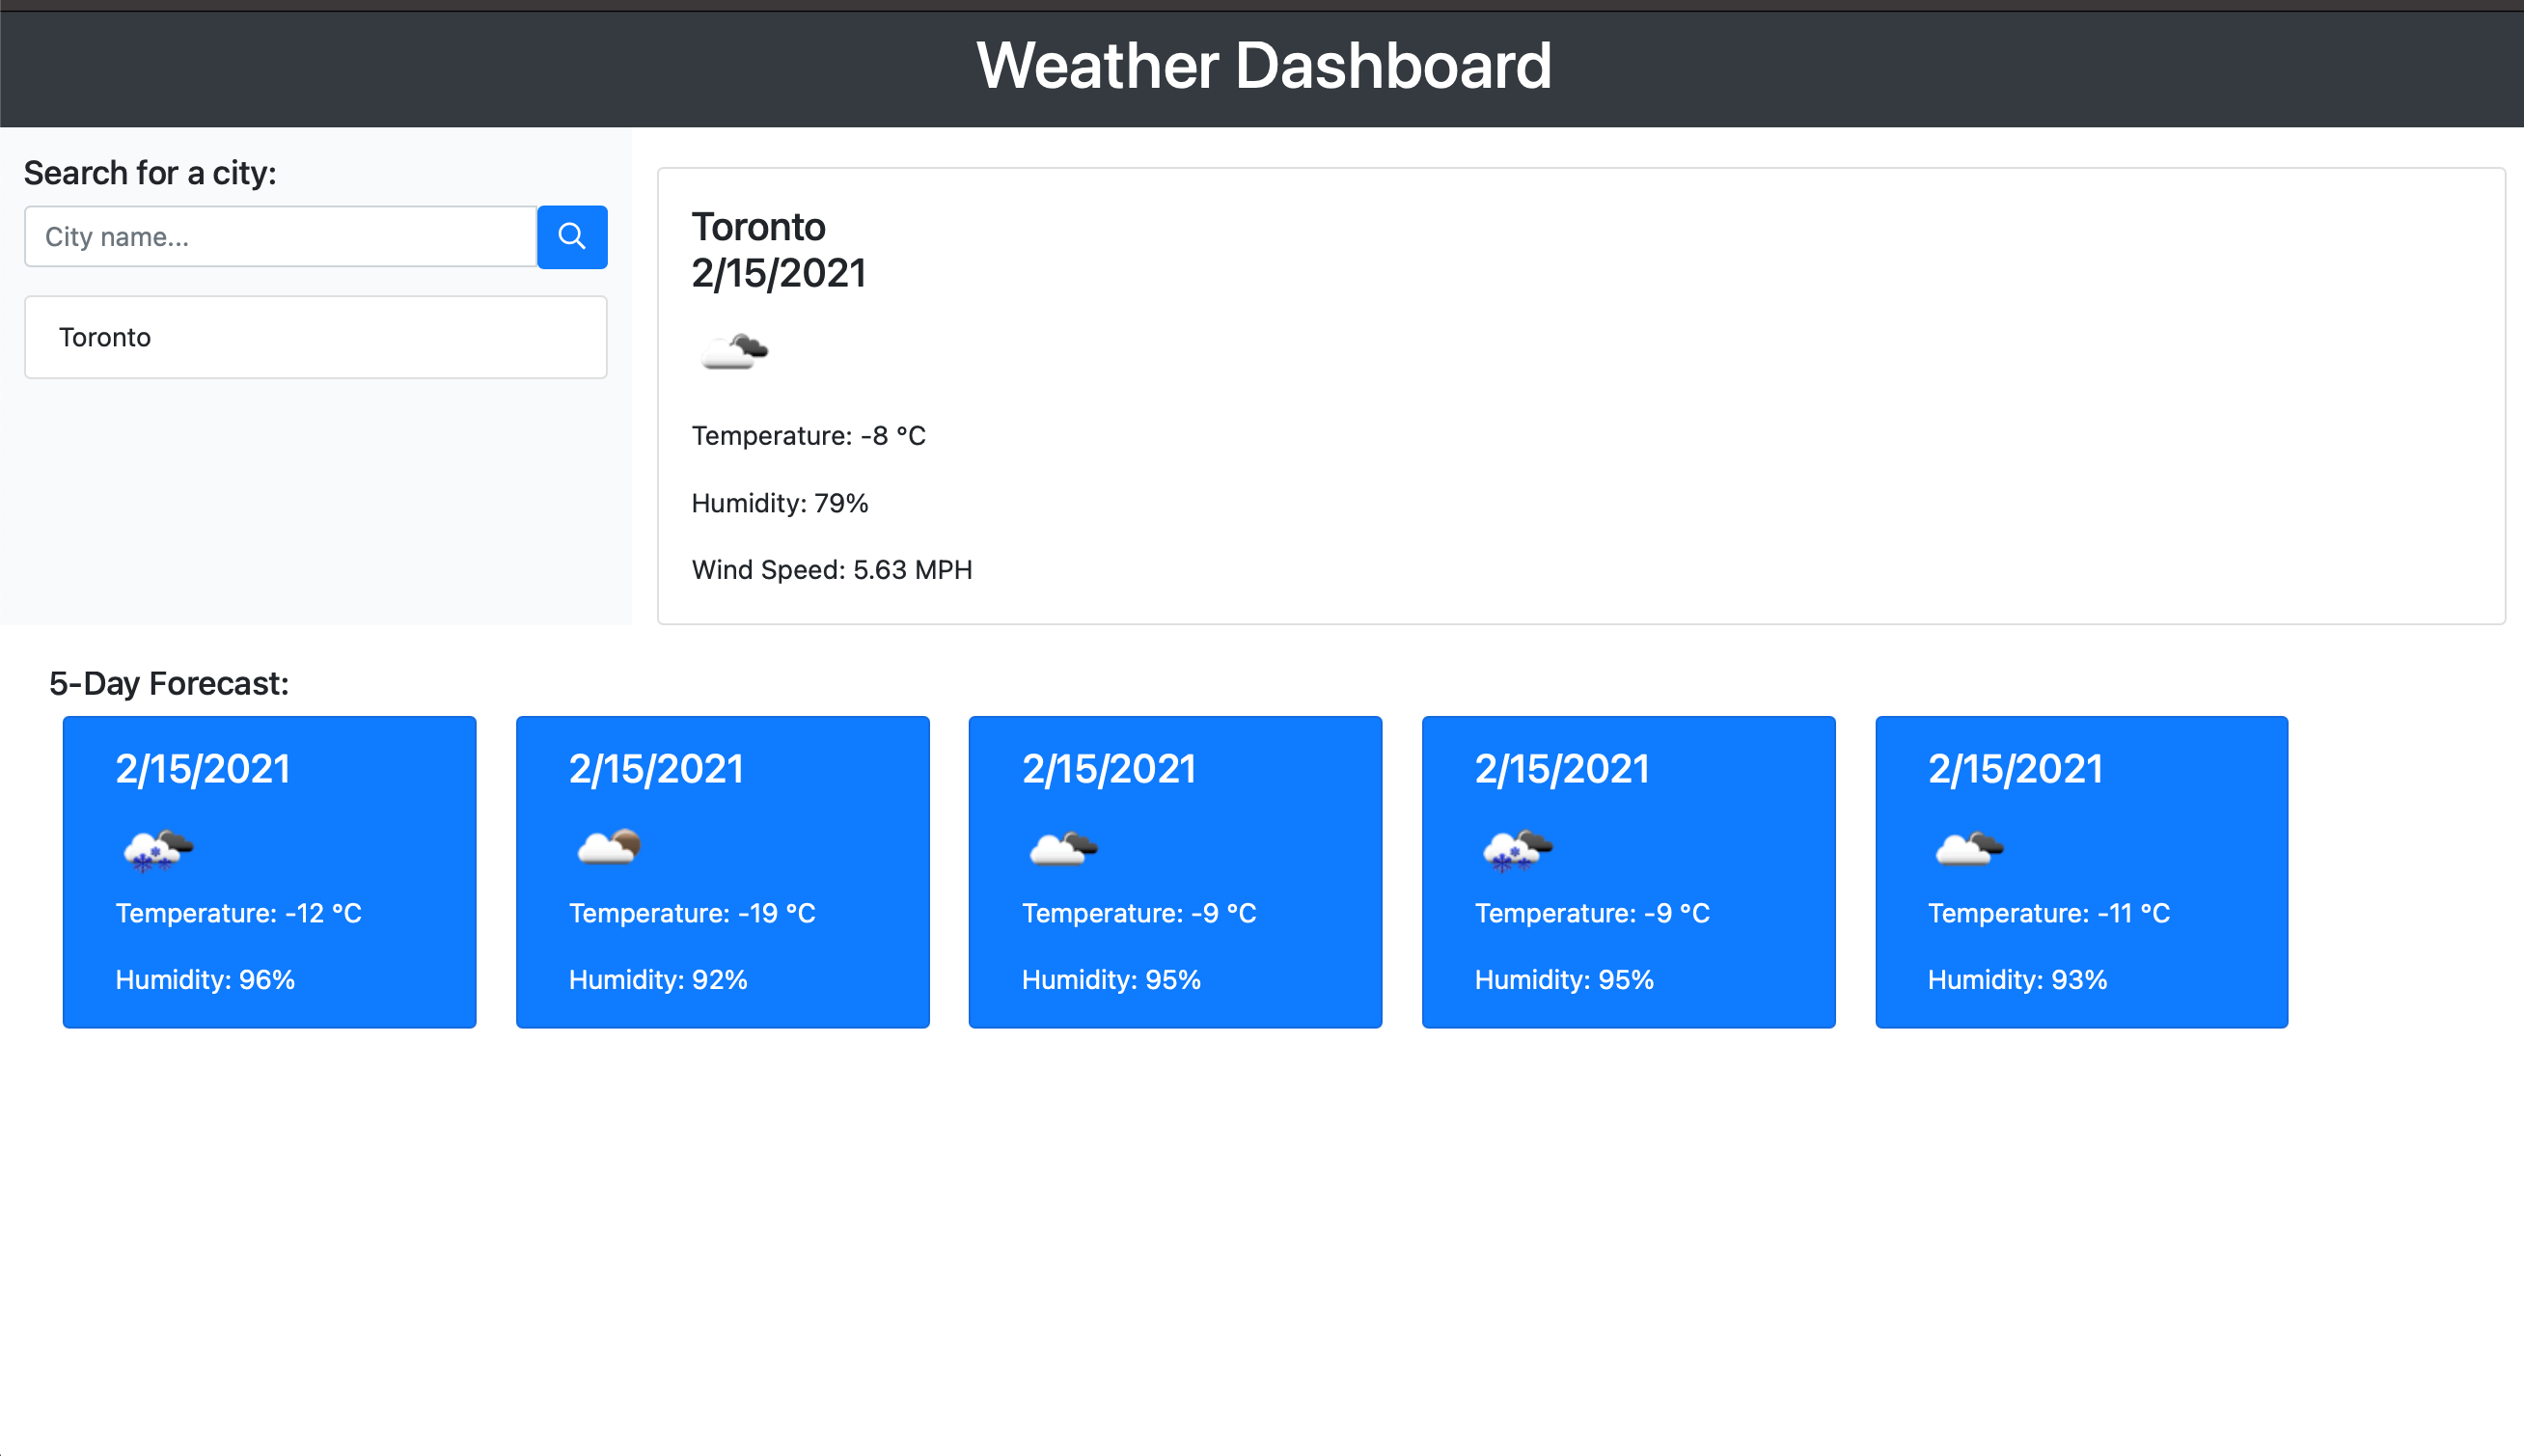 Weather Dashboard
Search for a city:
City name...
Toronto
Toronto
2/15/2021
Temperature: -8 °C
Humidity: 79%
Wind Speed: 5.63 MPH
5-Day Forecast:
2/15/2021
Temperature: -12 °C
Humidity: 96%
2/15/2021
Temperature: -19 °C
Humidity: 92%
2/15/2021
Temperature: -9 °C
Humidity: 95%
2/15/2021
Temperature: -9 °C
Humidity: 95%
2/15/2021
Temperature: -11 °C
Humidity: 93%